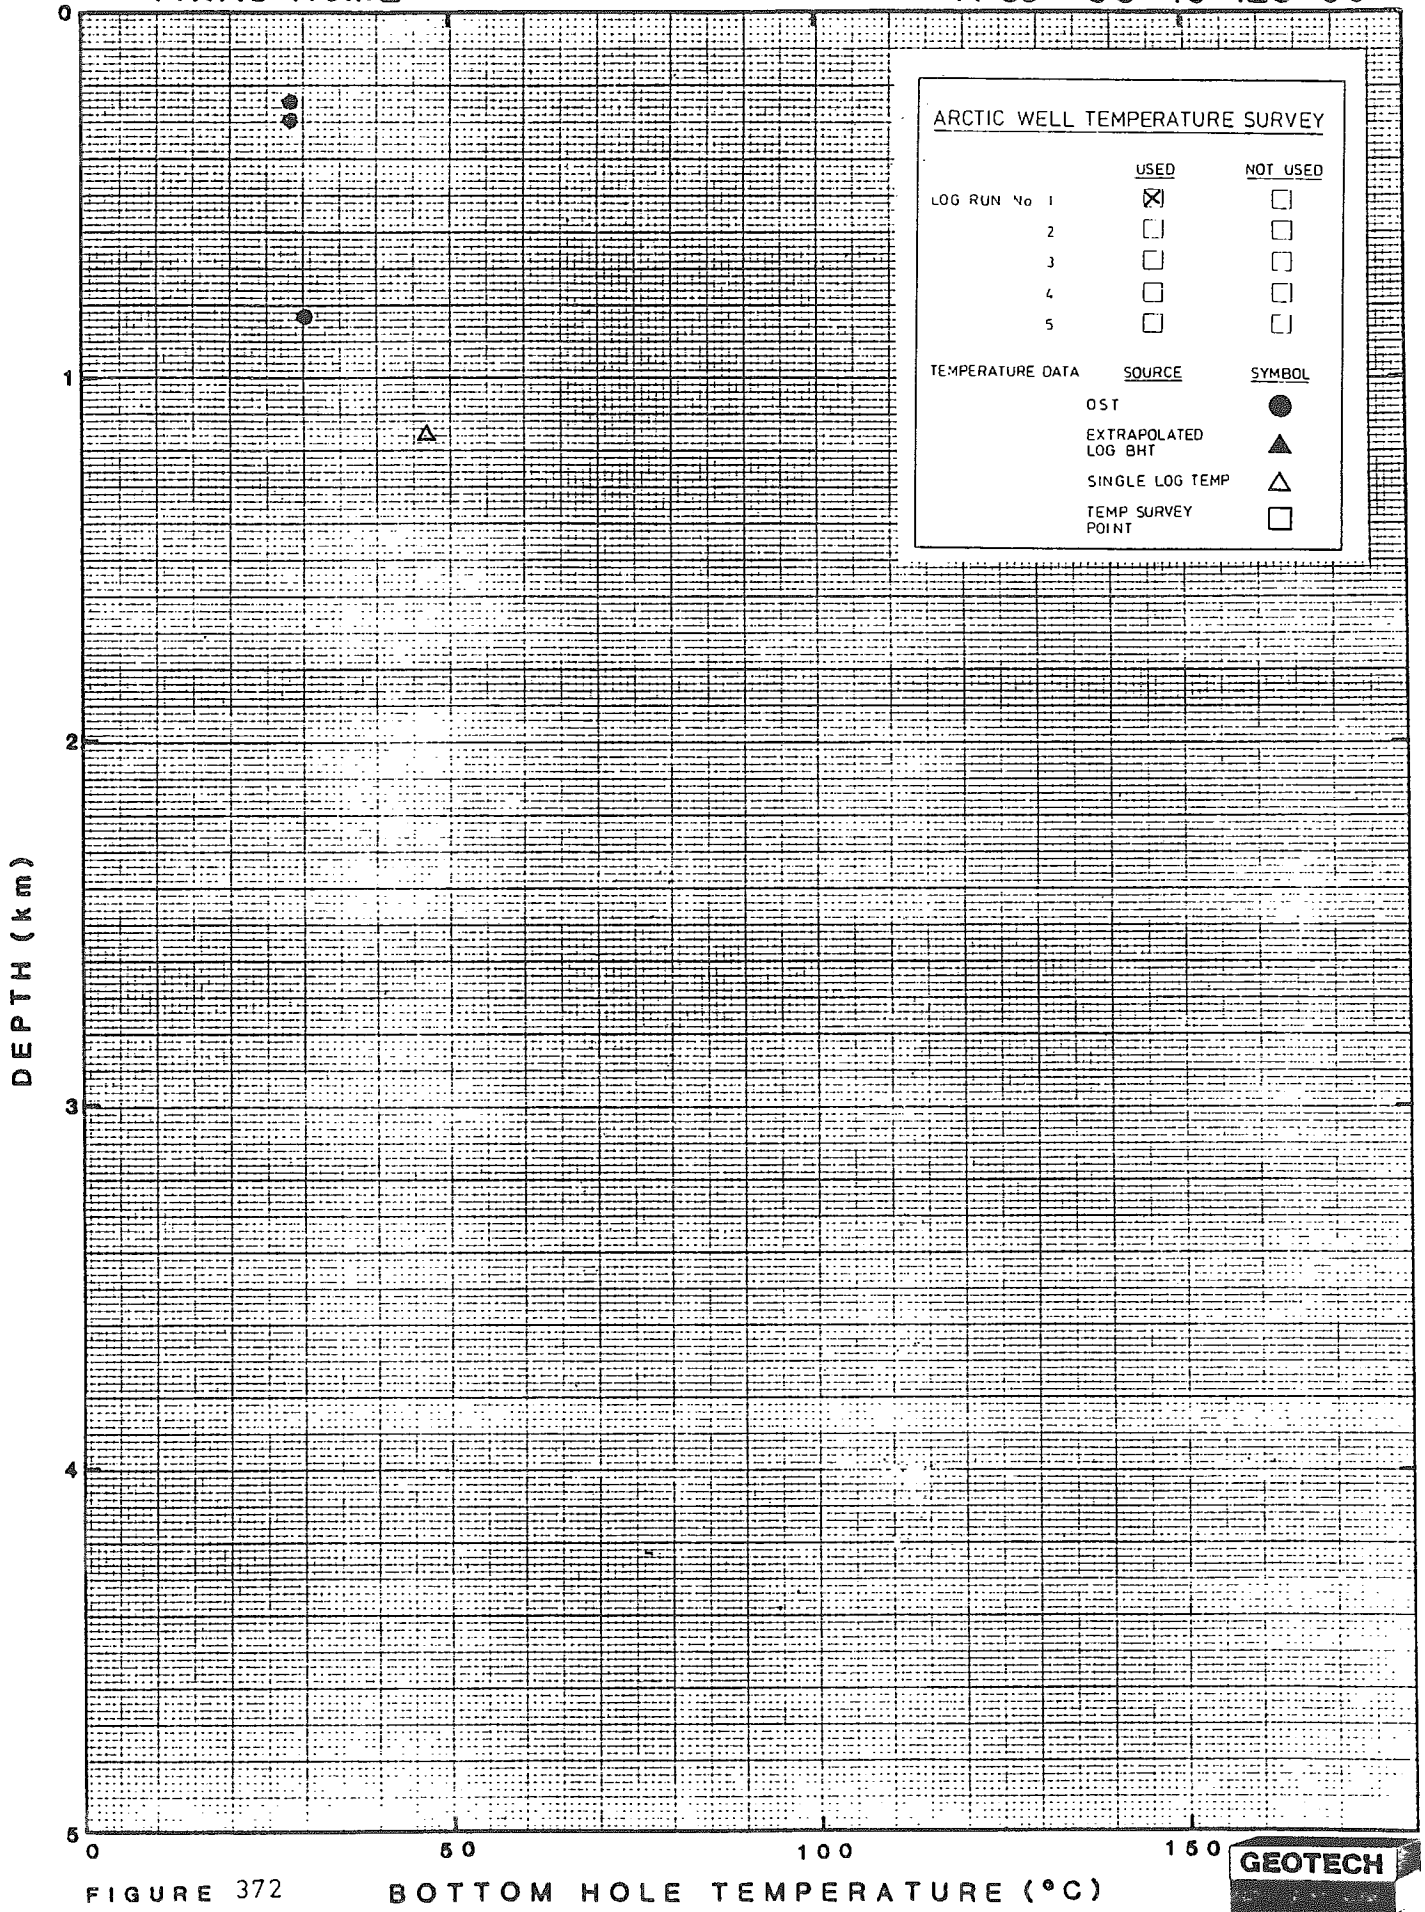 0
ARCTIC WELL TEMPERATURE SURVEY
USED NOT USED
LOG RUN No 1
2
3
4
5
TEMPERATURE DATA SOURCE SYMBOL
DST
EXTRAPOLATED
LOG BHT
SINGLE LOG TEMP
TEMP SURVEY
POINT
1
2
3
4
5
DEPTH (km)
0 50 100 150
GEOTECH
FIGURE 372 BOTTOM HOLE TEMPERATURE (°C)